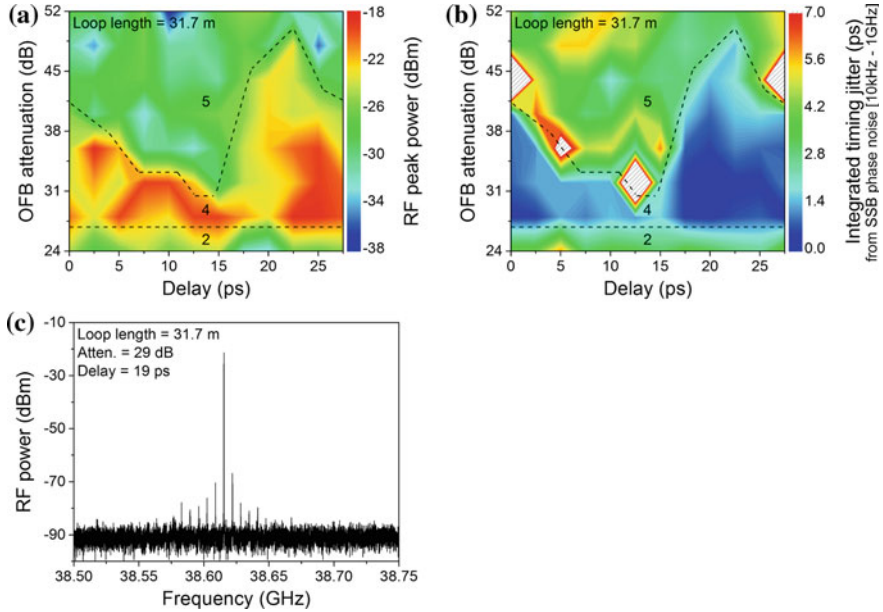 (a)
Loop length = 31.7 m
5
4
2
52
45
38
31
24
OFB attenuation (dB)
0 5 10 15 20 25
Delay (ps)
-18
-22
-26
-30
-34
-38
RF peak power (dBm)
(b)
Loop length = 31.7 m
5
4
2
52
45
38
31
24
OFB attenuation (dB)
0 5 10 15 20 25
Delay (ps)
7.0
5.6
4.2
2.8
1.4
0.0
Integrated timing jitter (ps)
from SSB phase noise [10kHz - 1GHz]
(c)
Loop length = 31.7 m
Atten. = 29 dB
Delay = 19 ps
-10
-30
-50
-70
-90
RF power (dBm)
38.50 38.55 38.60 38.65 38.70 38.75
Frequency (GHz)